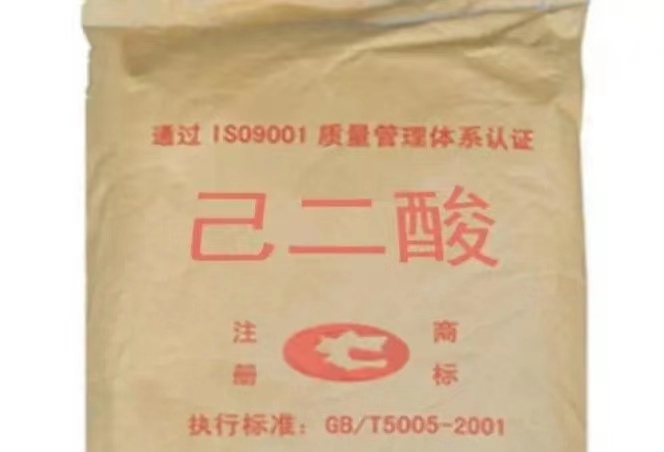 通过 ISO9001 质量管理体系认证
己二酸
注册 商标
执行标准：GB/T5005-2001